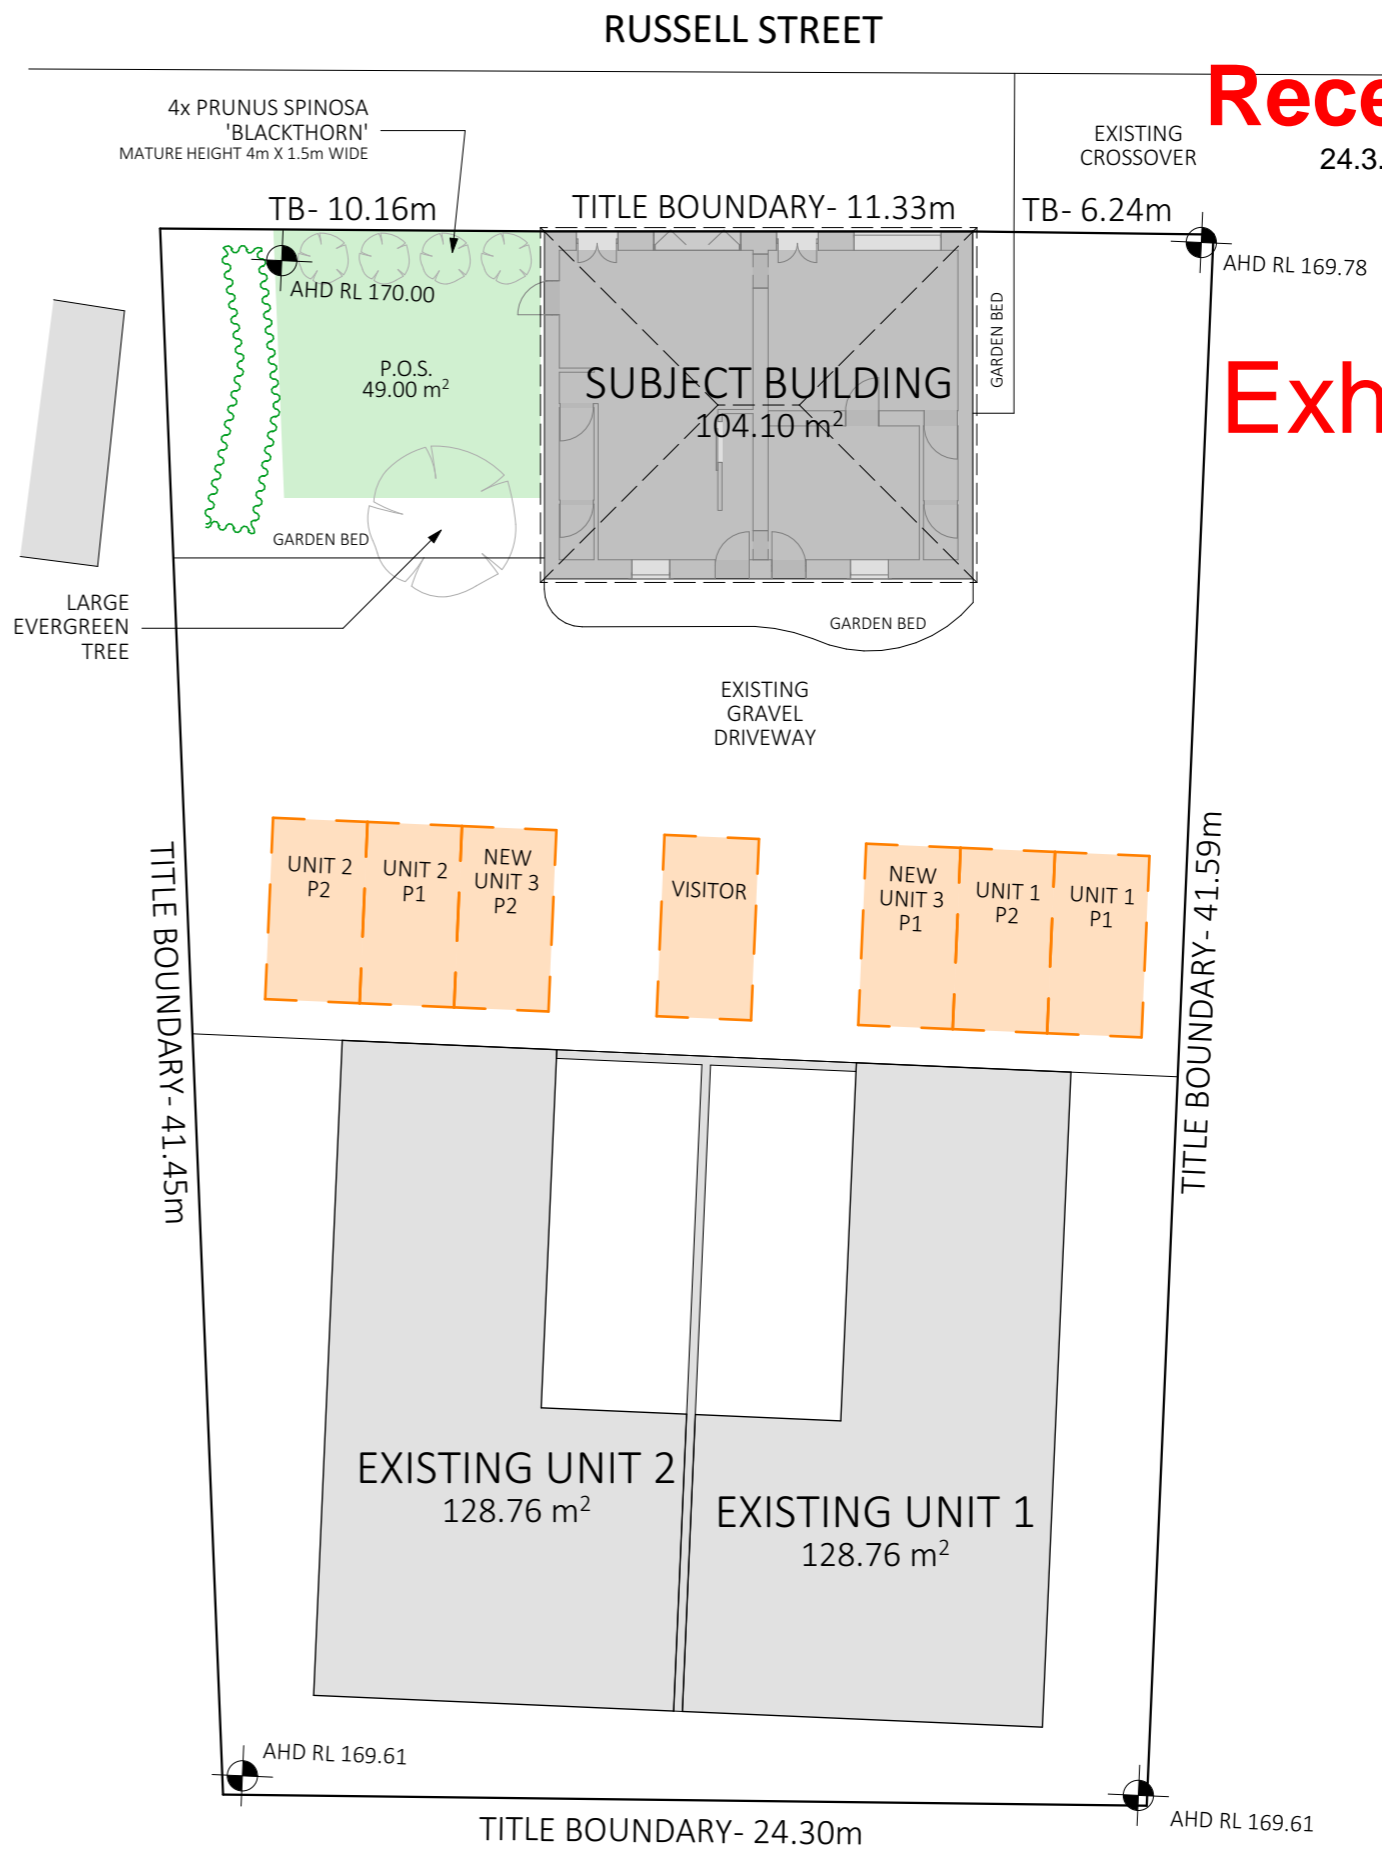 RUSSELL STREET
Rece
24.3.
4x PRUNUS SPINOSA
'BLACKTHORN'
MATURE HEIGHT 4m X 1.5m WIDE
EXISTING
CROSSOVER
TB- 10.16m
TITLE BOUNDARY- 11.33m
TB- 6.24m
AHD RL 169.78
AHD RL 170.00
GARDEN BED
P.O.S.
49.00 m²
SUBJECT BUILDING
104.10 m²
Exh
GARDEN BED
LARGE
EVERGREEN
TREE
GARDEN BED
EXISTING
GRAVEL
DRIVEWAY
UNIT 2
P2
UNIT 2
P1
NEW
UNIT 3
P2
VISITOR
NEW
UNIT 3
P1
UNIT 1
P2
UNIT 1
P1
TITLE BOUNDARY- 41.45m
TITLE BOUNDARY- 41.59m
EXISTING UNIT 2
128.76 m²
EXISTING UNIT 1
128.76 m²
AHD RL 169.61
AHD RL 169.61
TITLE BOUNDARY- 24.30m